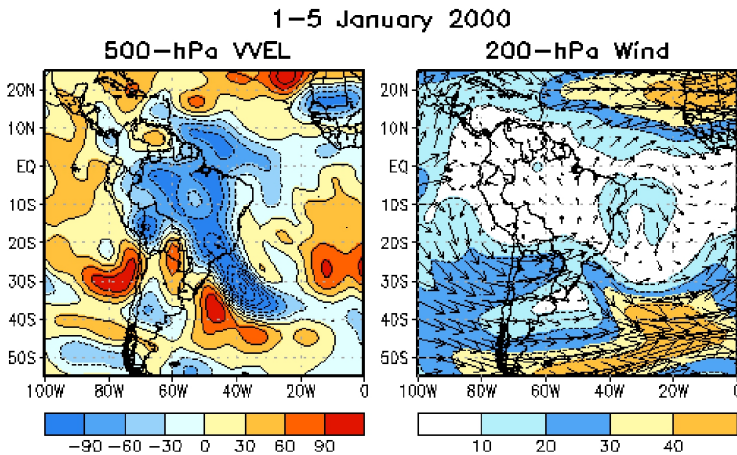 1-5 January 2000
500-hPa VVEL
200-hPa Wind
20N
10N
EQ
10S
20S
30S
40S
50S
100W 80W 60W 40W 20W 0
20N
10N
EQ
10S
20S
30S
40S
50S
100W 80W 60W 40W 20W 0
-90 -60 -30 0 30 60 90
10 20 30 40